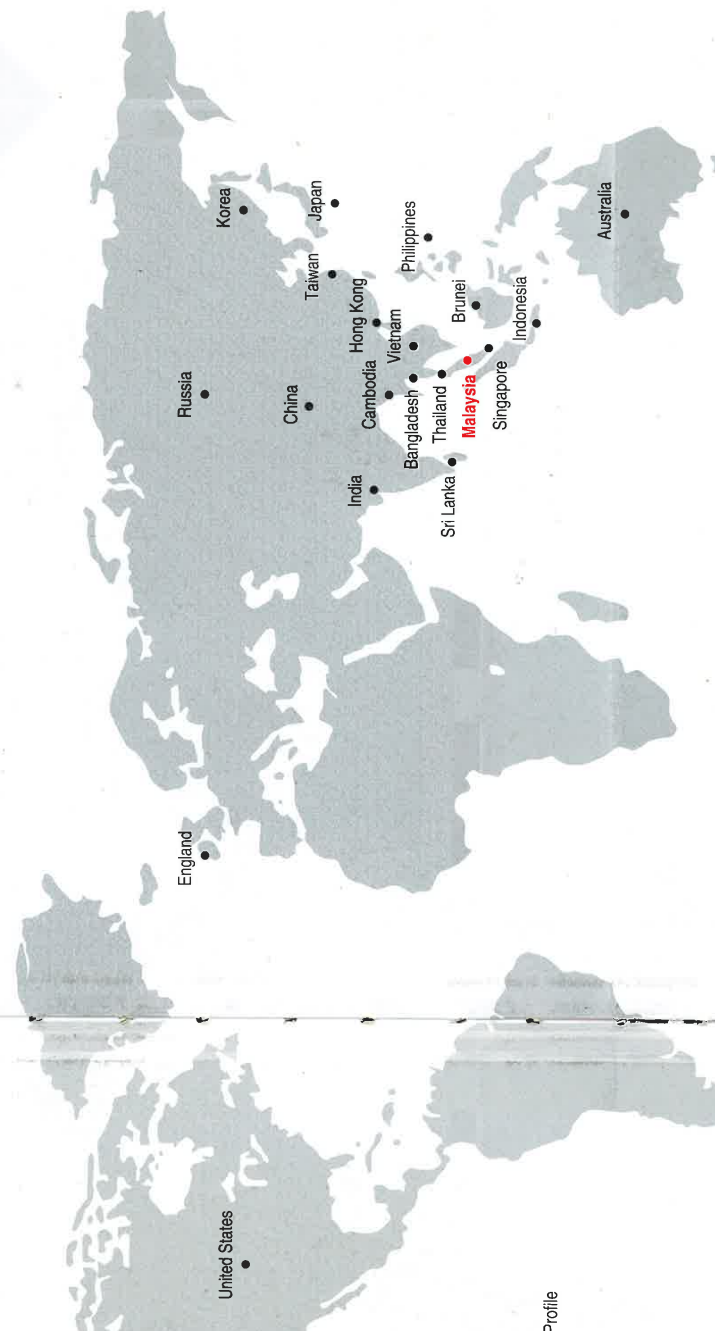 Russia
Korea
China
Japan
Taiwan
Hong Kong
Cambodia
Vietnam
Philippines
India
Bangladesh
Thailand
Malaysia
Sri Lanka
Brunei
Singapore
Indonesia
Australia
England
United States
Profile